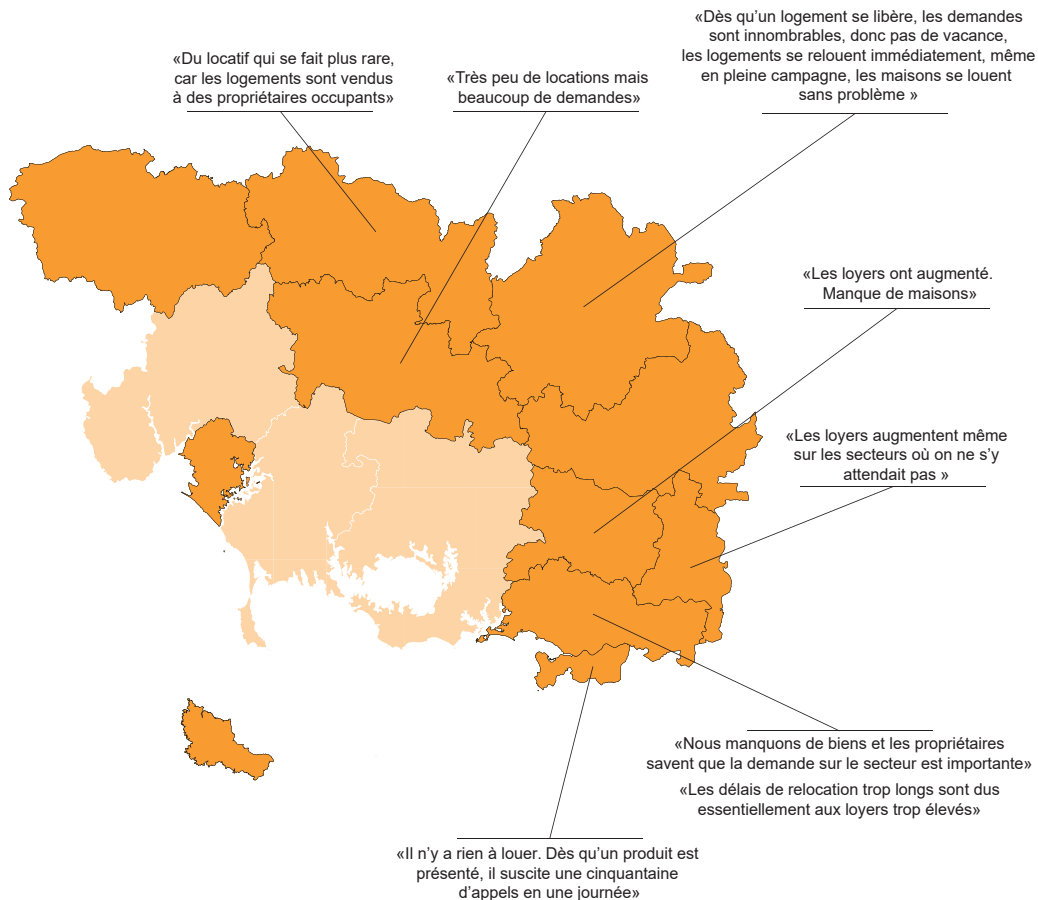 «Dès qu’un logement se libère, les demandes
sont innombrables, donc pas de vacance,
les logements se relouent immédiatement, même
en pleine campagne, les maisons se louent
sans problème »
«Du locatif qui se fait plus rare,
car les logements sont vendus
à des propriétaires occupants»
«Très peu de locations mais
beaucoup de demandes»
«Les loyers ont augmenté.
Manque de maisons»
«Les loyers augmentent même
sur les secteurs où on ne s’y
attendait pas »
«Nous manquons de biens et les propriétaires
savent que la demande sur le secteur est importante»
«Les délais de relocation trop longs sont dus
essentiellement aux loyers trop élevés»
«Il n’y a rien à louer. Dès qu’un produit est
présenté, il suscite une cinquantaine
d’appels en une journée»